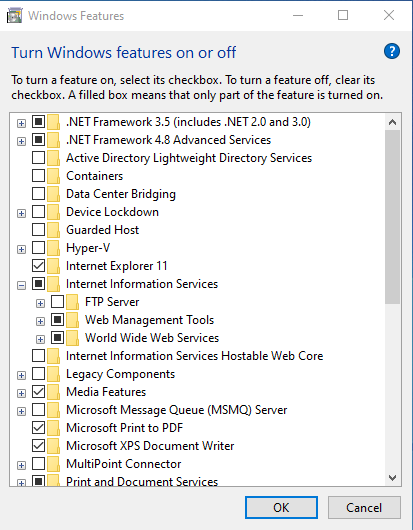 Windows Features
Turn Windows features on or off
?
To turn a feature on, select its checkbox. To turn a feature off, clear its
checkbox. A filled box means that only part of the feature is turned on.
.NET Framework 3.5 (includes .NET 2.0 and 3.0)
.NET Framework 4.8 Advanced Services
Active Directory Lightweight Directory Services
Containers
Data Center Bridging
Device Lockdown
Guarded Host
Hyper-V
Internet Explorer 11
Internet Information Services
FTP Server
Web Management Tools
World Wide Web Services
Internet Information Services Hostable Web Core
Legacy Components
Media Features
Microsoft Message Queue (MSMQ) Server
Microsoft Print to PDF
Microsoft XPS Document Writer
MultiPoint Connector
Print and Document Services
OK
Cancel